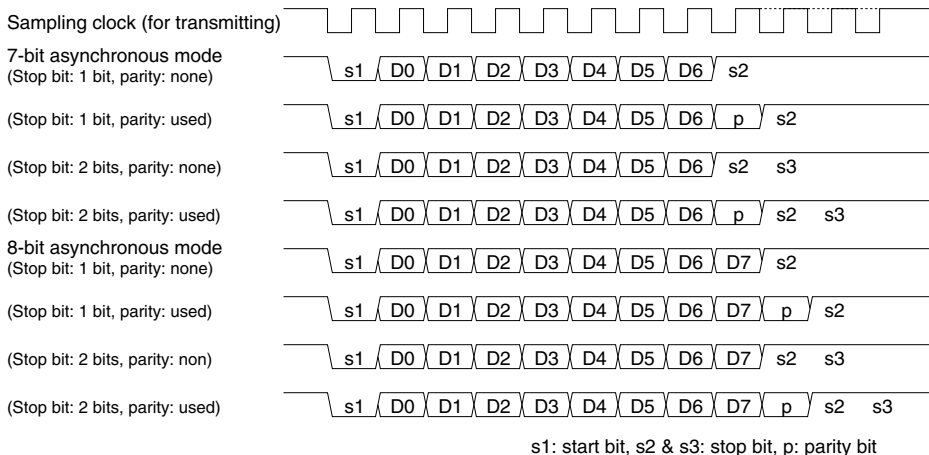 Sampling clock (for transmitting)
7-bit asynchronous mode
(Stop bit: 1 bit, parity: none)
s1 D0 D1 D2 D3 D4 D5 D6 s2
(Stop bit: 1 bit, parity: used)
s1 D0 D1 D2 D3 D4 D5 D6 p s2
(Stop bit: 2 bits, parity: none)
s1 D0 D1 D2 D3 D4 D5 D6 s2 s3
(Stop bit: 2 bits, parity: used)
s1 D0 D1 D2 D3 D4 D5 D6 p s2 s3
8-bit asynchronous mode
(Stop bit: 1 bit, parity: none)
s1 D0 D1 D2 D3 D4 D5 D6 D7 s2
(Stop bit: 1 bit, parity: used)
s1 D0 D1 D2 D3 D4 D5 D6 D7 p s2
(Stop bit: 2 bits, parity: non)
s1 D0 D1 D2 D3 D4 D5 D6 D7 s2 s3
(Stop bit: 2 bits, parity: used)
s1 D0 D1 D2 D3 D4 D5 D6 D7 p s2 s3
s1: start bit, s2 & s3: stop bit, p: parity bit